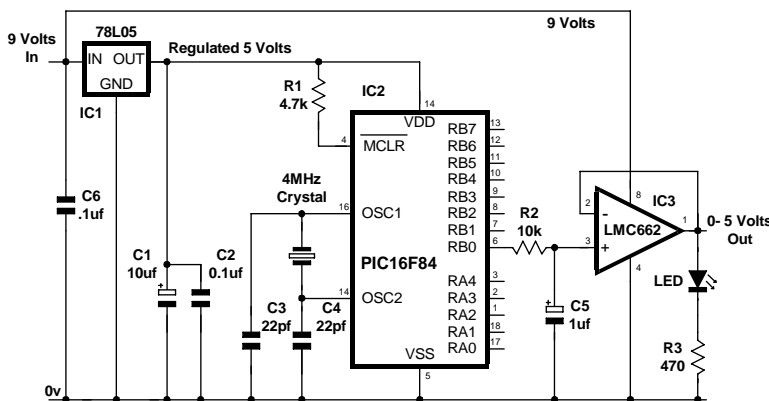 9 Volts
In
78L05
IN OUT
GND
IC1
Regulated 5 Volts
9 Volts
R1
4.7k
IC2
14
VDD
4
MCLR
4MHz
Crystal
16
OSC1
14
OSC2
PIC16F84
RB7
13
RB6
12
RB5
11
RB4
10
RB3
9
RB2
8
RB1
7
RB0
6
RA4
3
RA3
2
RA2
1
RA1
18
RA0
17
VSS
5
C6
.1uf
C1
10uf
+
C2
0.1uf
C3
22pf
C4
22pf
R2
10k
+
C5
1uf
IC3
8
2
-
LMC662
3
+
1
4
0- 5 Volts
Out
LED
R3
470
0v